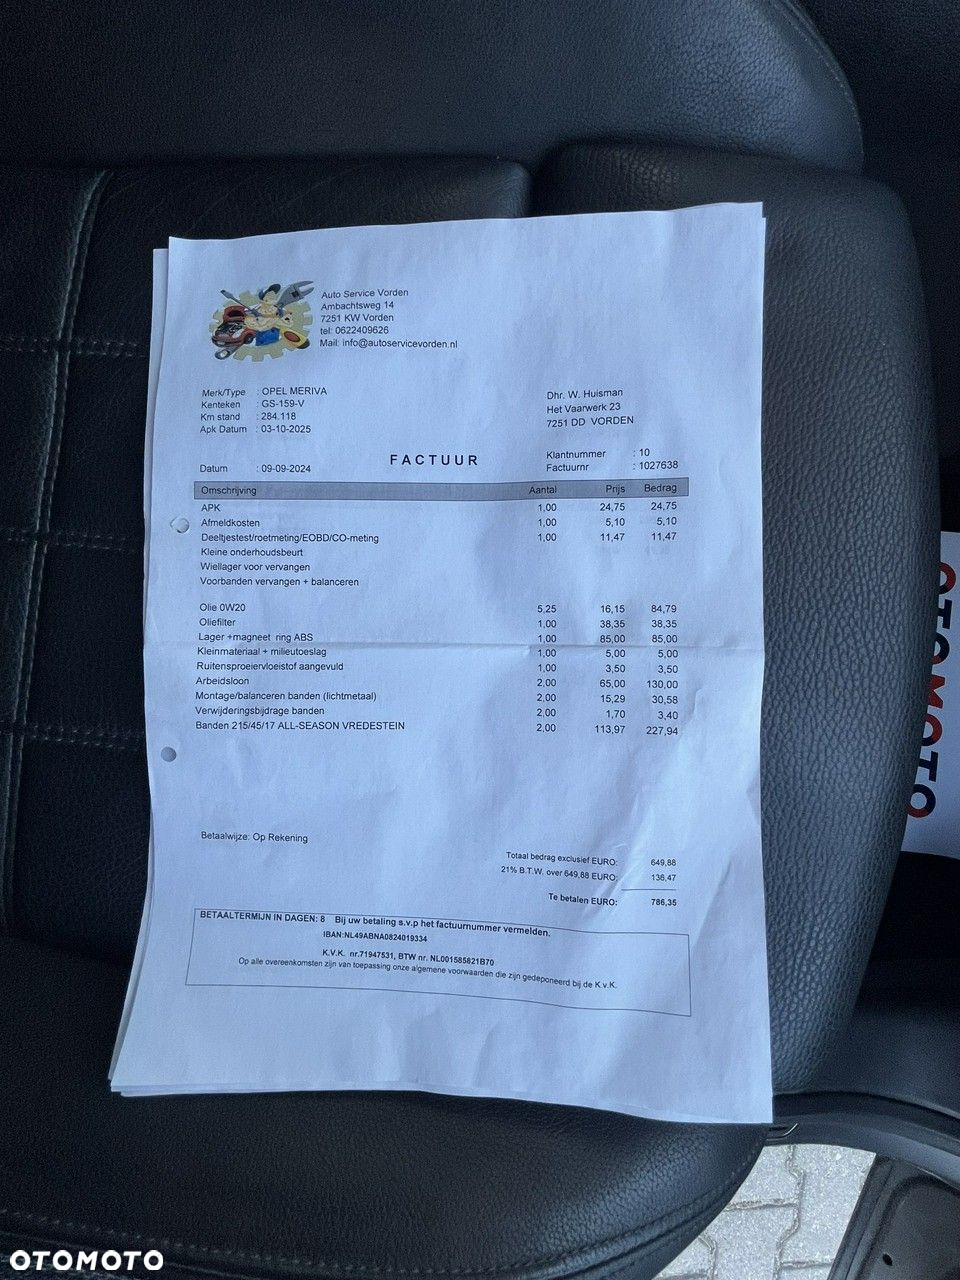 Auto Service Vorden
Ambachtsweg 14
7251 KW Vorden
tel: 0622409626
Mail: info@autoservicevorden.nl
Merk/Type : OPEL MERIVA
Kenteken : GS-159-V
Km stand : 284.118
Apk Datum : 03-10-2025
Dhr. W. Huisman
Het Vaarwerk 23
7251 DD VORDEN
Datum : 09-09-2024
FACTUUR
Klantnummer : 10
Factuurnr : 1027638
Omschrijving Aantal Prijs Bedrag
APK 1,00 24,75 24,75
Afmeldkosten 1,00 5,10 5,10
Deeltjestest/roetmeting/EOBD/CO-meting 1,00 11,47 11,47
Kleine onderhoudsbeurt
Wiellager voor vervangen
Voorbanden vervangen + balanceren
Olie 0W20 5,25 16,15 84,79
Oliefilter 1,00 38,35 38,35
Lager +magneet ring ABS 1,00 85,00 85,00
Kleinmateriaal + milieutoeslag 1,00 5,00 5,00
Ruitensproeiervloeistof aangevuld 1,00 3,50 3,50
Arbeidsloon 2,00 65,00 130,00
Montage/balanceren banden (lichtmetaal) 2,00 15,29 30,58
Verwijderingsbijdrage banden 2,00 1,70 3,40
Banden 215/45/17 ALL-SEASON VREDESTEIN 2,00 113,97 227,94
Betaalwijze: Op Rekening
Totaal bedrag exclusief EURO: 649,88
21% B.T.W. over 649,88 EURO: 136,47
Te betalen EURO: 786,35
BETAALTERMIJN IN DAGEN: 8 Bij uw betaling s.v.p het factuurnummer vermelden.
IBAN:NL49ABNA0824019334
K.V.K. nr.71947531, BTW nr. NL001585821B70
Op alle overeenkomsten zijn van toepassing onze algemene voorwaarden die zijn gedeponeerd bij de K.v.K.
OTOMOTO
OTOMOTO